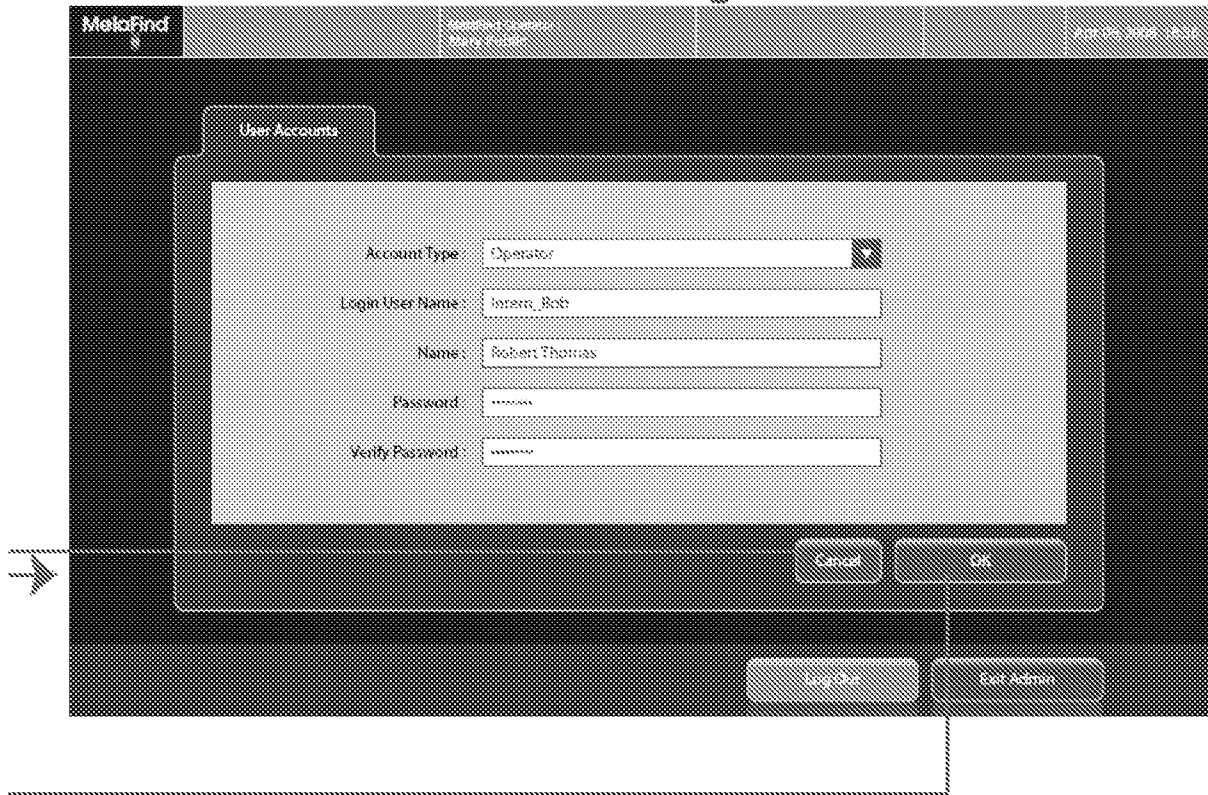 MelaFind
User Accounts
Account Type :
Operator
Login User Name :
Intern_Bob
Name :
Robert Thomas
Password :
Verify Password :
Cancel
OK
Log Out
Exit Admin